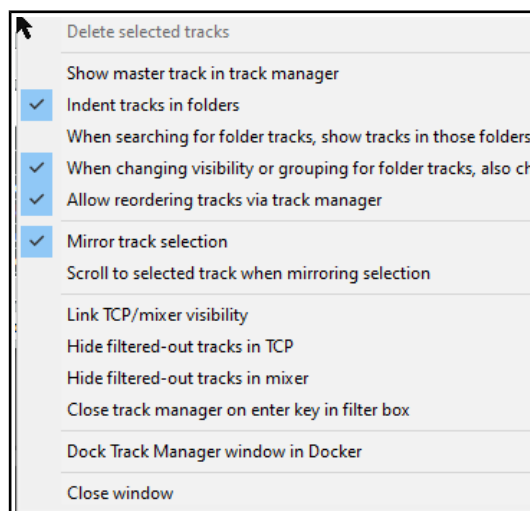 Delete selected tracks
Show master track in track manager
Indent tracks in folders
When searching for folder tracks, show tracks in those folders
When changing visibility or grouping for folder tracks, also
Allow reordering tracks via track manager
Mirror track selection
Scroll to selected track when mirroring selection
Link TCP/mixer visibility
Hide filtered-out tracks in TCP
Hide filtered-out tracks in mixer
Close track manager on enter key in filter box
Dock Track Manager window in Docker
Close window